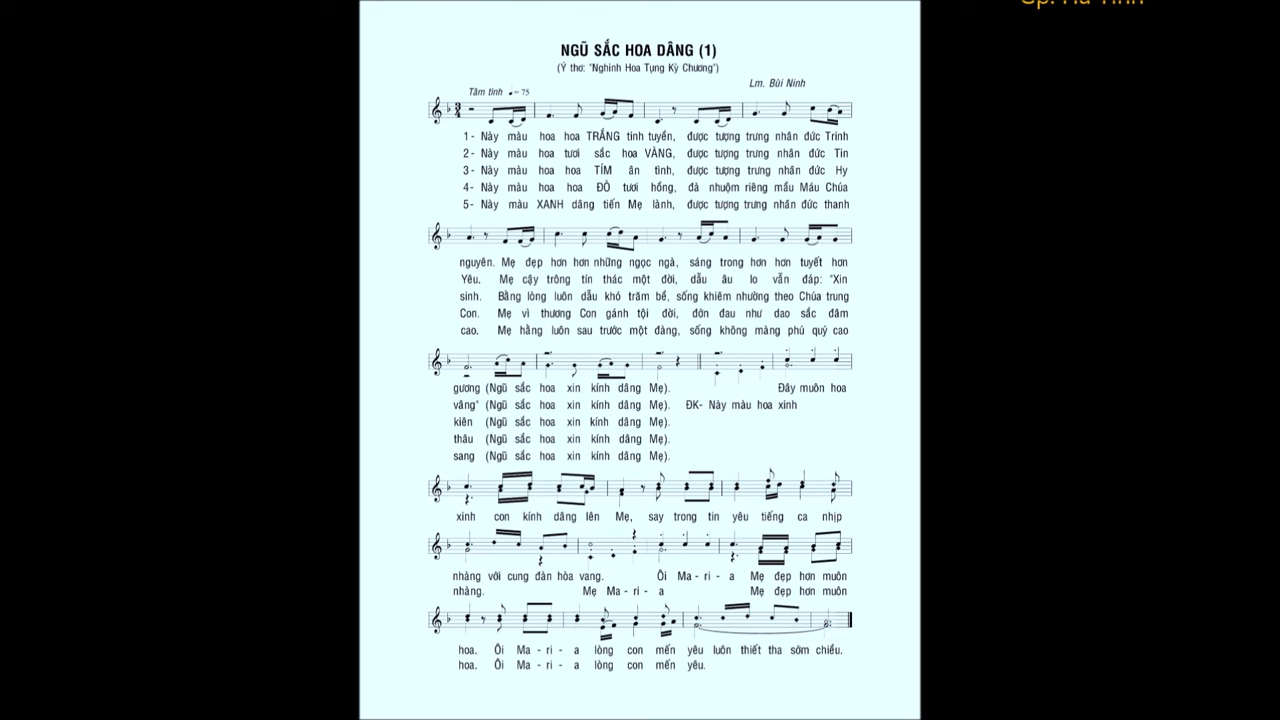 Gp. Hà Tĩnh
NGŨ SẮC HOA DÂNG (1)
(Ý thơ: "Nghinh Hoa Tụng Kỳ Chương")
Lm. Bùi Ninh
Tâm tình ♩= 75
1- Này màu hoa hoa TRẮNG tinh tuyền, được tượng trưng nhân đức Trinh
2- Này màu hoa tươi sắc hoa VÀNG, được tượng trưng nhân đức Tin
3- Này màu hoa hoa TÍM ân tình, được tượng trưng nhân đức Hy
4- Này màu hoa hoa ĐỎ tươi hồng, đà nhuộm riêng mầu Máu Chúa
5- Này màu XANH dâng tiến Mẹ lành, được tượng trưng nhân đức thanh
nguyên. Mẹ đẹp hơn hơn những ngọc ngà, sáng trong hơn hơn tuyết hơn
Yêu. Mẹ cậy trông tín thác một đời, dẫu âu lo vẫn đáp: "Xin
sinh. Bằng lòng luôn dẫu khó trăm bề, sống khiêm nhường theo Chúa trung
Con. Mẹ vì thương Con gánh tội đời, đớn đau như dao sắc đâm
cao. Mẹ hằng luôn sau trước một đàng, sống không màng phú quý cao
gương (Ngũ sắc hoa xin kính dâng Mẹ). Đây muôn hoa
vâng" (Ngũ sắc hoa xin kính dâng Mẹ). ĐK- Này màu hoa xinh
kiên (Ngũ sắc hoa xin kính dâng Mẹ).
thâu (Ngũ sắc hoa xin kính dâng Mẹ).
sang (Ngũ sắc hoa xin kính dâng Mẹ).
xinh con kính dâng lên Mẹ, say trong tin yêu tiếng ca nhịp
nhàng với cung đàn hòa vang. Ôi Ma - ri - a Mẹ đẹp hơn muôn
nhàng. Mẹ Ma - ri - a Mẹ đẹp hơn muôn
hoa. Ôi Ma - ri - a lòng con mến yêu luôn thiết tha sớm chiều.
hoa. Ôi Ma - ri - a lòng con mến yêu.